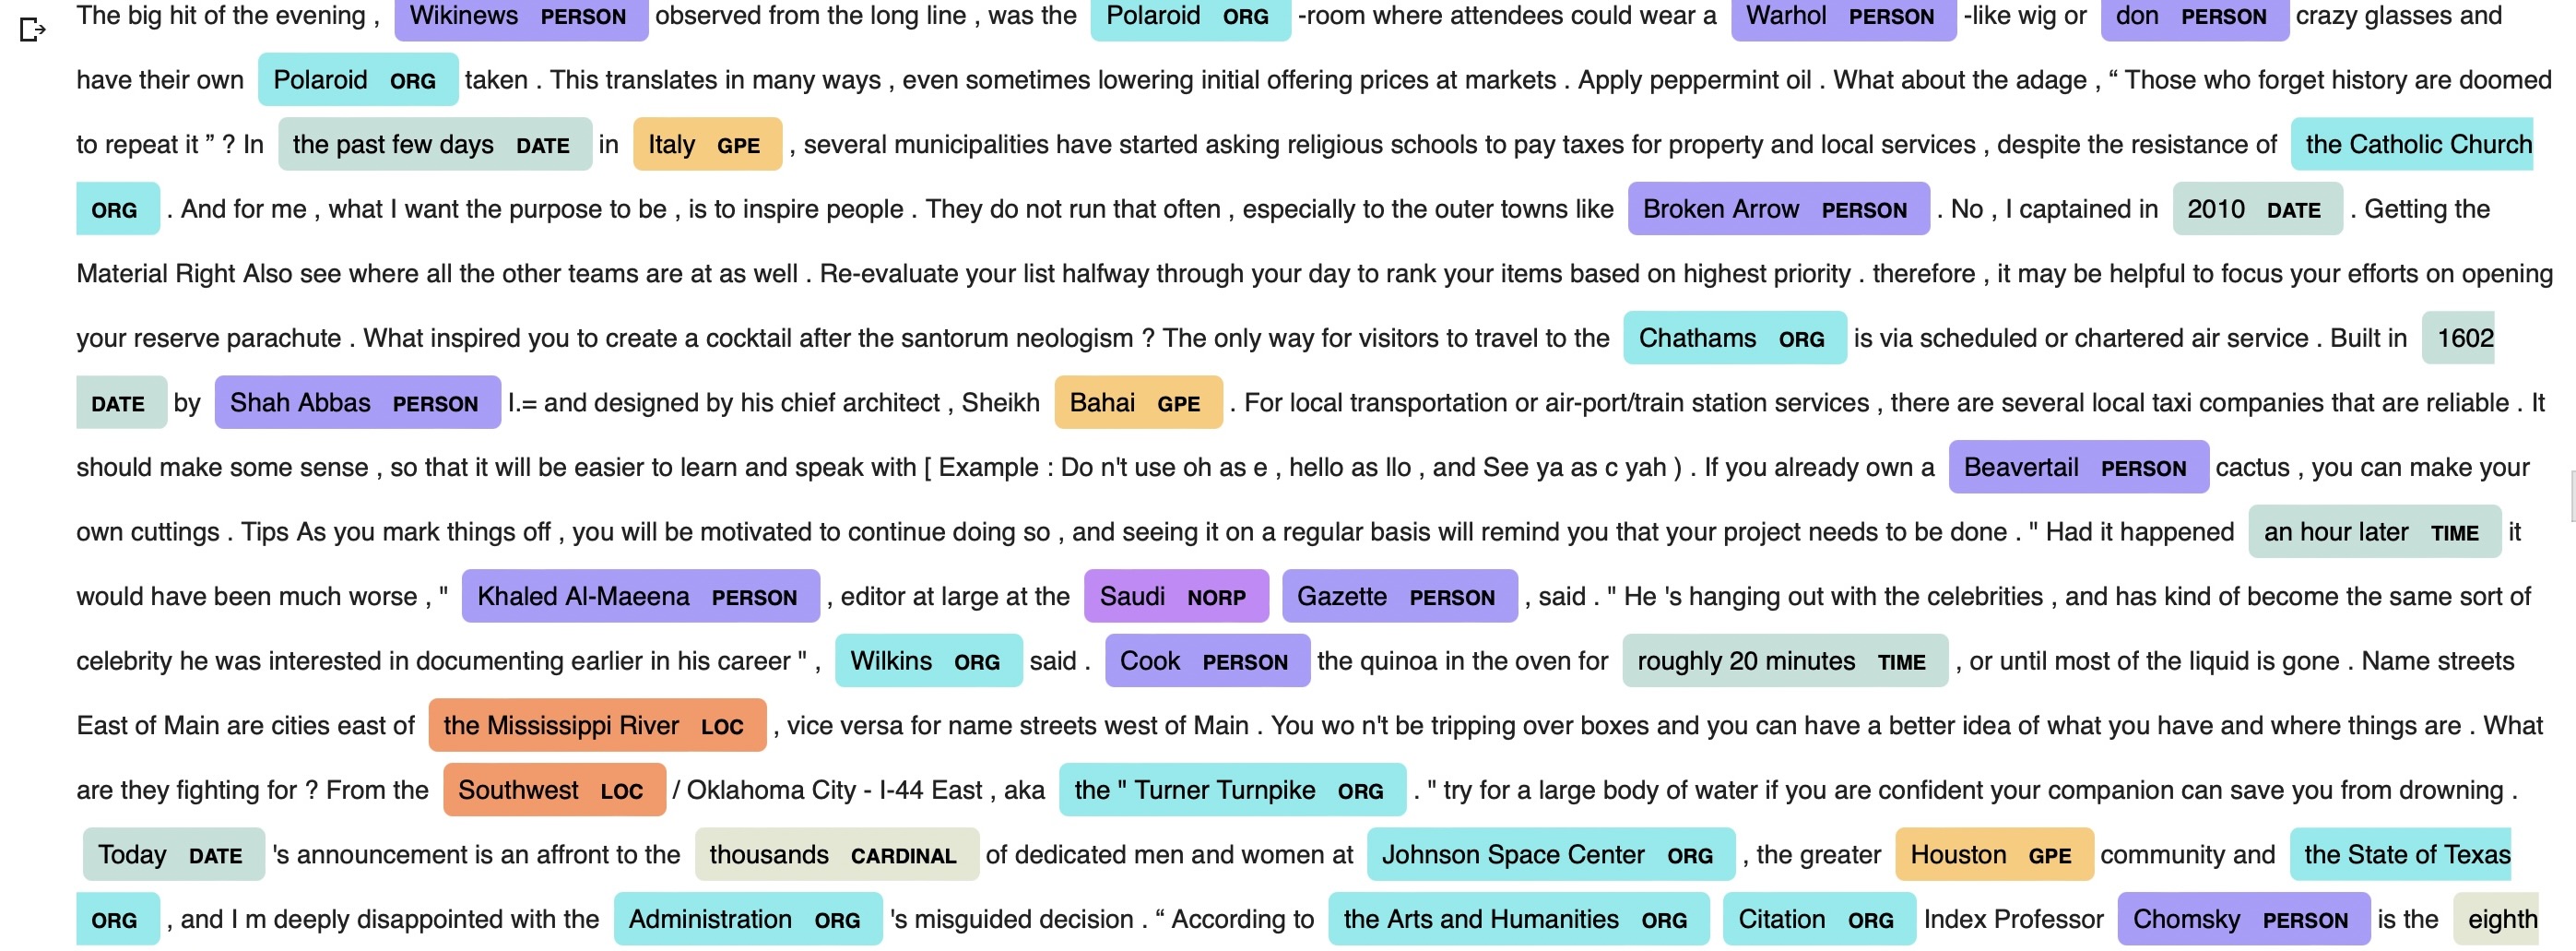 The big hit of the evening , Wikinews PERSON observed from the long line , was the Polaroid ORG -room where attendees could wear a Warhol PERSON -like wig or don PERSON crazy glasses and
have their own Polaroid ORG taken . This translates in many ways , even sometimes lowering initial offering prices at markets . Apply peppermint oil . What about the adage , “ Those who forget history are doomed
to repeat it ” ? In the past few days DATE in Italy GPE , several municipalities have started asking religious schools to pay taxes for property and local services , despite the resistance of the Catholic Church
ORG . And for me , what I want the purpose to be , is to inspire people . They do not run that often , especially to the outer towns like Broken Arrow PERSON . No , I captained in 2010 DATE . Getting the
Material Right Also see where all the other teams are at as well . Re-evaluate your list halfway through your day to rank your items based on highest priority . therefore , it may be helpful to focus your efforts on opening
your reserve parachute . What inspired you to create a cocktail after the santorum neologism ? The only way for visitors to travel to the Chathams ORG is via scheduled or chartered air service . Built in 1602
DATE by Shah Abbas PERSON I.= and designed by his chief architect , Sheikh Bahai GPE . For local transportation or air-port/train station services , there are several local taxi companies that are reliable . It
should make some sense , so that it will be easier to learn and speak with [ Example : Do n't use oh as e , hello as llo , and See ya as c yah ) . If you already own a Beavertail PERSON cactus , you can make your
own cuttings . Tips As you mark things off , you will be motivated to continue doing so , and seeing it on a regular basis will remind you that your project needs to be done . " Had it happened an hour later TIME it
would have been much worse , " Khaled Al-Maeena PERSON , editor at large at the Saudi NORP Gazette PERSON , said . " He 's hanging out with the celebrities , and has kind of become the same sort of
celebrity he was interested in documenting earlier in his career " , Wilkins ORG said . Cook PERSON the quinoa in the oven for roughly 20 minutes TIME , or until most of the liquid is gone . Name streets
East of Main are cities east of the Mississippi River LOC , vice versa for name streets west of Main . You wo n't be tripping over boxes and you can have a better idea of what you have and where things are . What
are they fighting for ? From the Southwest LOC / Oklahoma City - I-44 East , aka the " Turner Turnpike ORG . " try for a large body of water if you are confident your companion can save you from drowning .
Today DATE 's announcement is an affront to the thousands CARDINAL of dedicated men and women at Johnson Space Center ORG , the greater Houston GPE community and the State of Texas
ORG , and I m deeply disappointed with the Administration ORG 's misguided decision . “ According to the Arts and Humanities ORG Citation ORG Index Professor Chomsky PERSON is the eighth